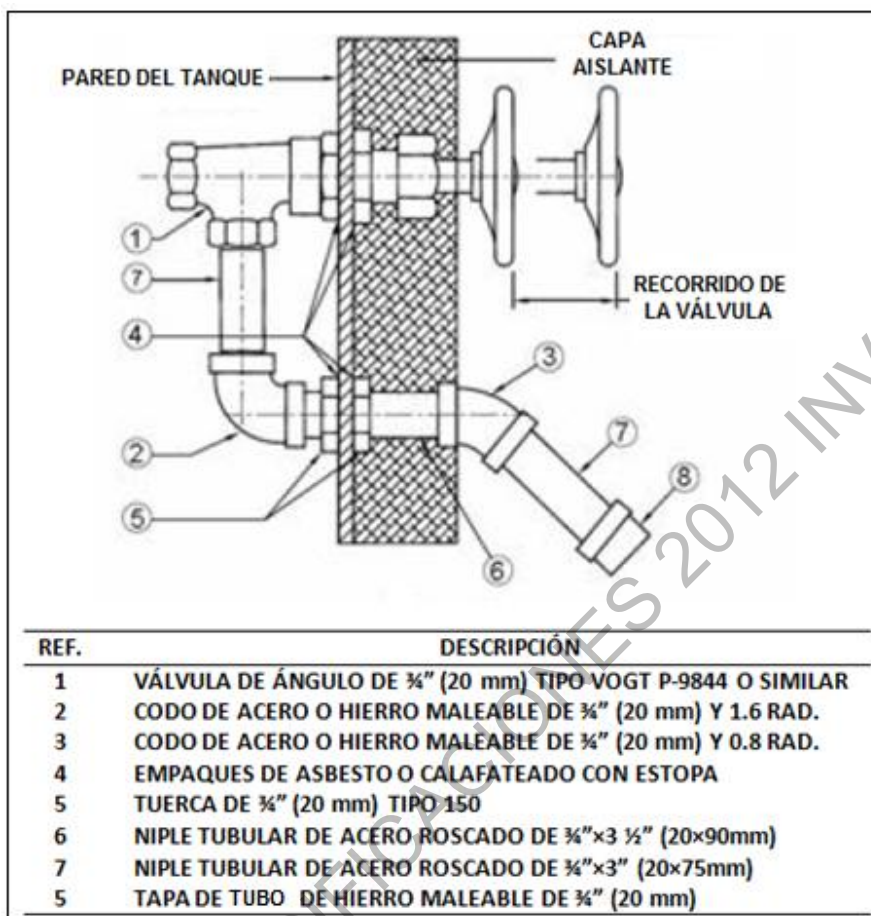 CAPA
AISLANTE
PARED DEL TANQUE
1
7
4
RECORRIDO DE
LA VÁLVULA
3
2
7
8
5
6
REF. DESCRIPCIÓN
1 VÁLVULA DE ÁNGULO DE ¾” (20 mm) TIPO VOGT P-9844 O SIMILAR
2 CODO DE ACERO O HIERRO MALEABLE DE ¾” (20 mm) Y 1.6 RAD.
3 CODO DE ACERO O HIERRO MALEABLE DE ¾” (20 mm) Y 0.8 RAD.
4 EMPAQUES DE ASBESTO O CALAFATEADO CON ESTOPA
5 TUERCA DE ¾” (20 mm) TIPO 150
6 NIPLE TUBULAR DE ACERO ROSCADO DE ¾”×3 ½” (20×90mm)
7 NIPLE TUBULAR DE ACERO ROSCADO DE ¾”×3” (20×75mm)
5 TAPA DE TUBO DE HIERRO MALEABLE DE ¾” (20 mm)
IFICACIONES 2012 INV